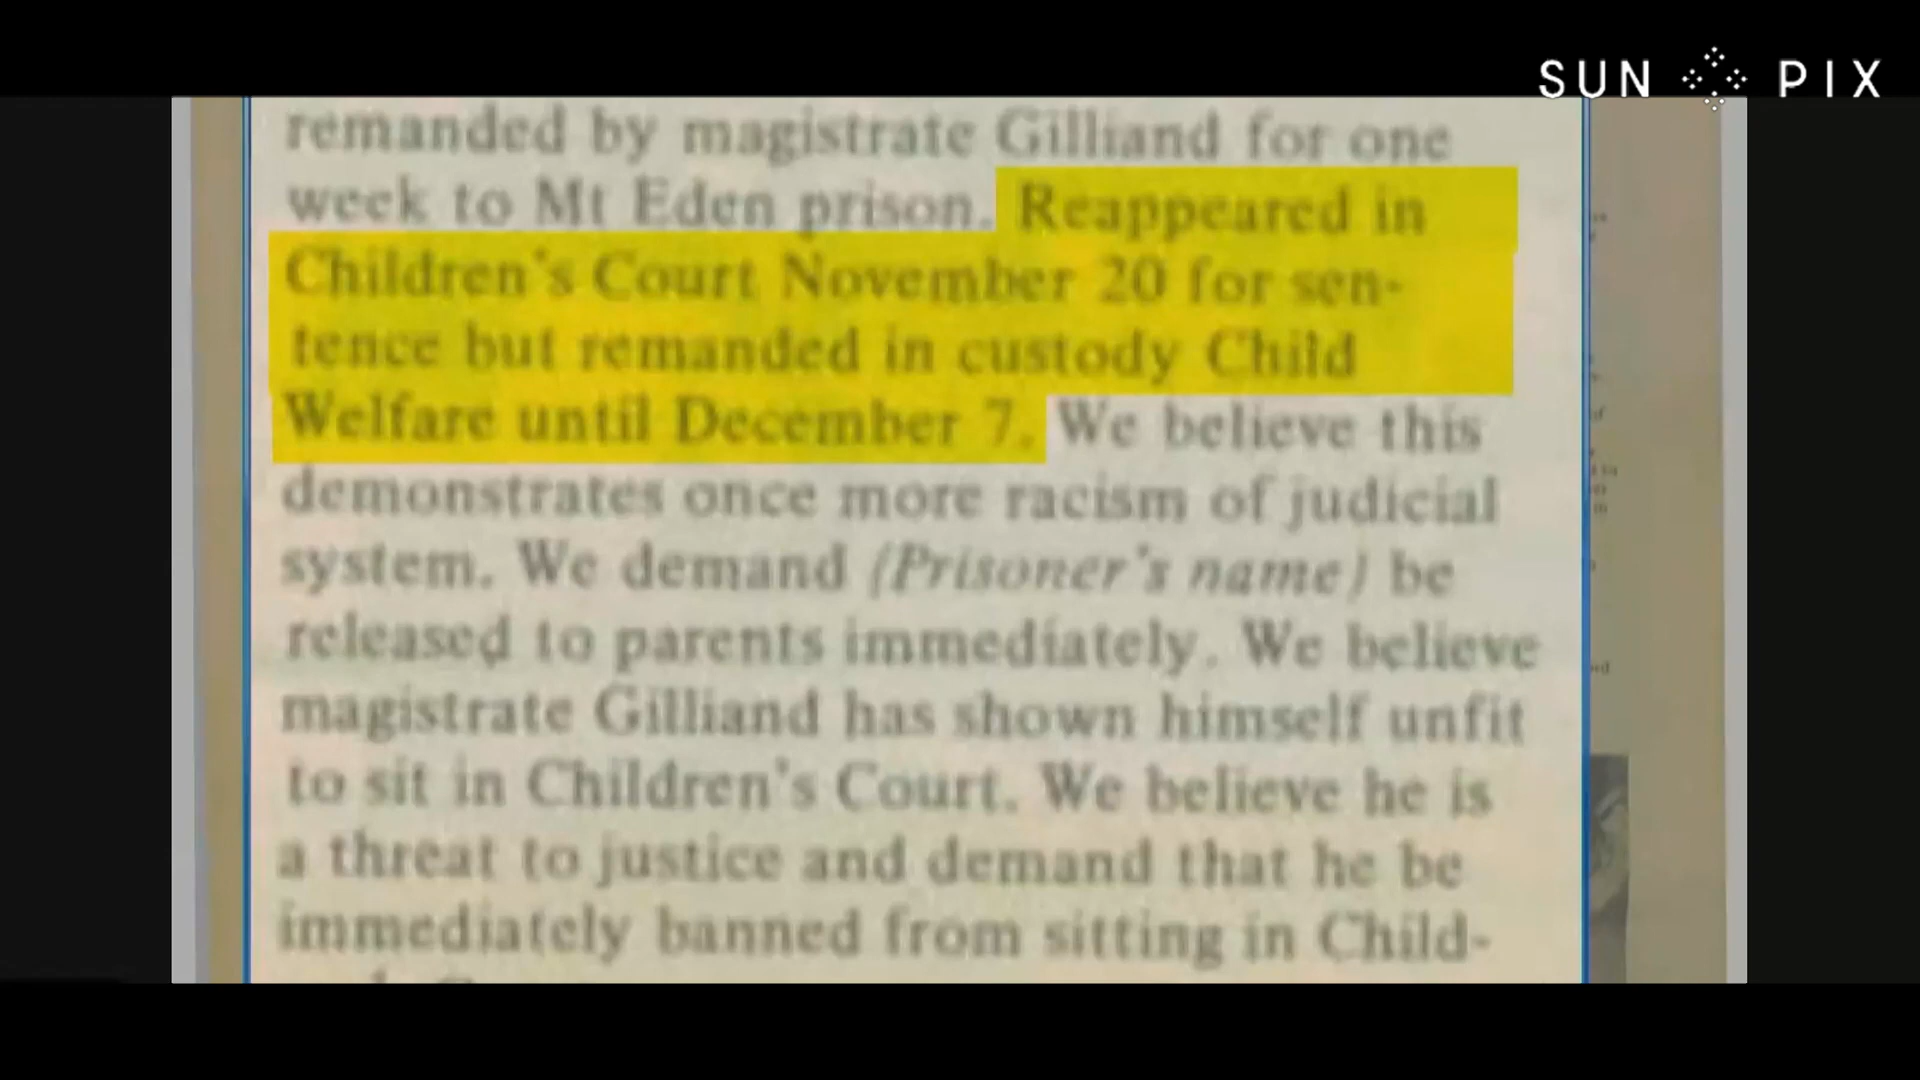 SUN PIX
remanded by magistrate Gilliand for one
week to Mt Eden prison. Reappeared in
Children's Court November 20 for sen-
tence but remanded in custody Child
Welfare until December 7. We believe this
demonstrates once more racism of judicial
system. We demand (Prisoner's name) be
released to parents immediately. We believe
magistrate Gilliand has shown himself unfit
to sit in Children's Court. We believe he is
a threat to justice and demand that he be
immediately banned from sitting in Child-